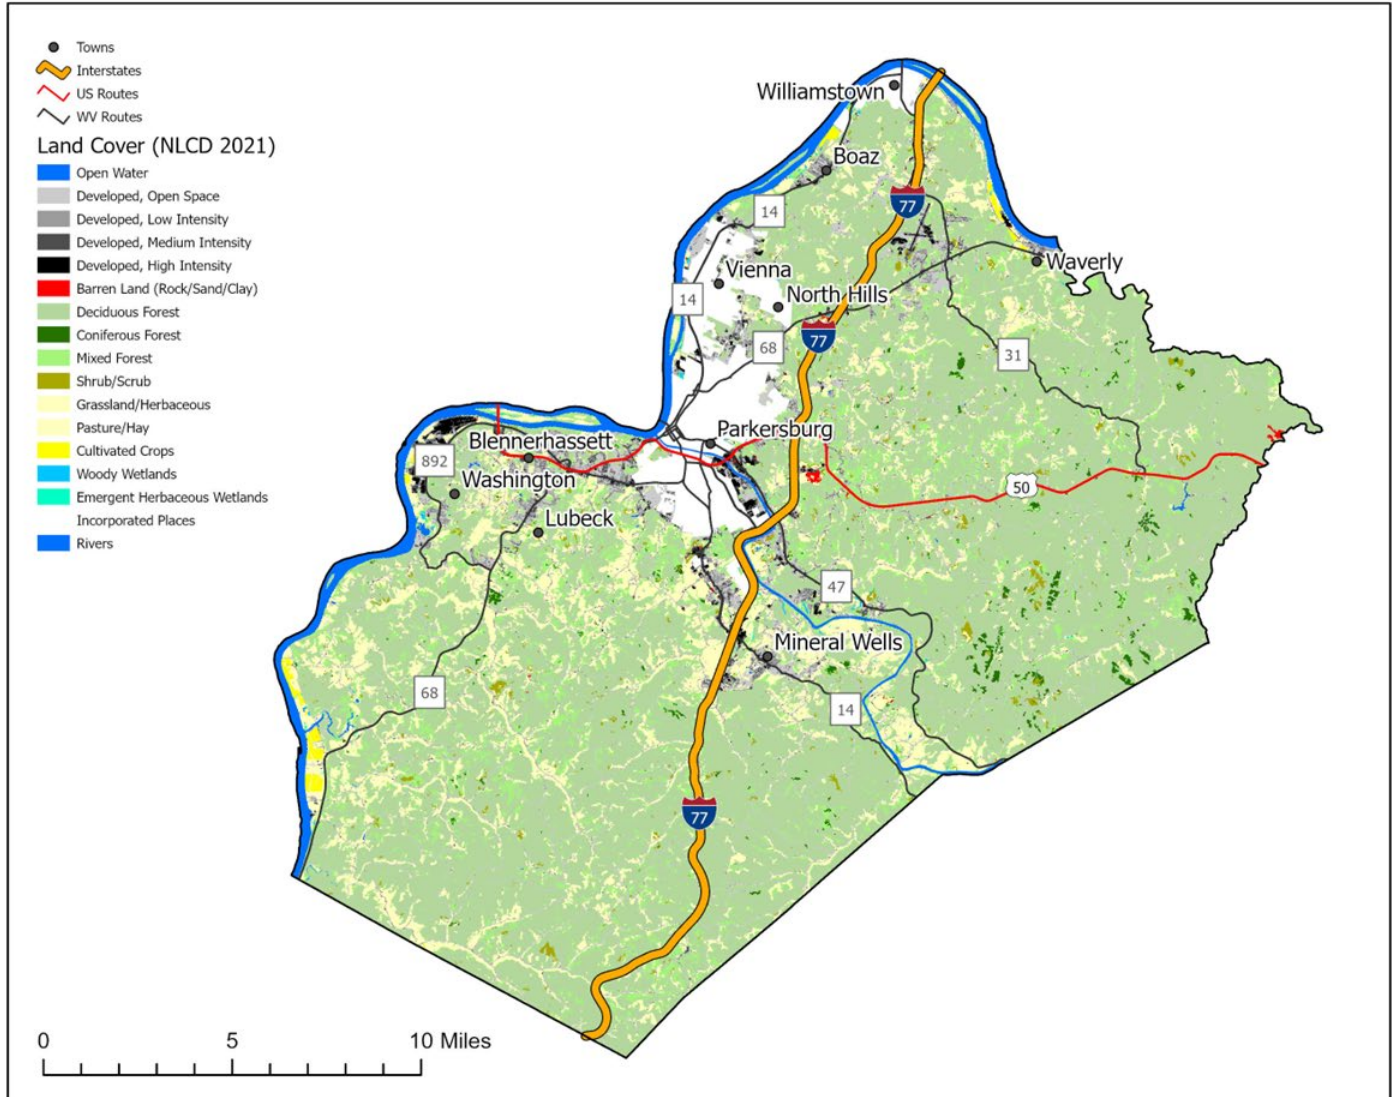 Towns
Interstates
US Routes
WV Routes
Land Cover (NLCD 2021)
Open Water
Developed, Open Space
Developed, Low Intensity
Developed, Medium Intensity
Developed, High Intensity
Barren Land (Rock/Sand/Clay)
Deciduous Forest
Coniferous Forest
Mixed Forest
Shrub/Scrub
Grassland/Herbaceous
Pasture/Hay
Cultivated Crops
Woody Wetlands
Emergent Herbaceous Wetlands
Incorporated Places
Rivers
Williamstown
Boaz
77
14
Waverly
Vienna
North Hills
14
77
68
31
Parkersburg
Blennerhassett
892
Washington
50
Lubeck
47
Mineral Wells
68
14
77
0 5 10 Miles